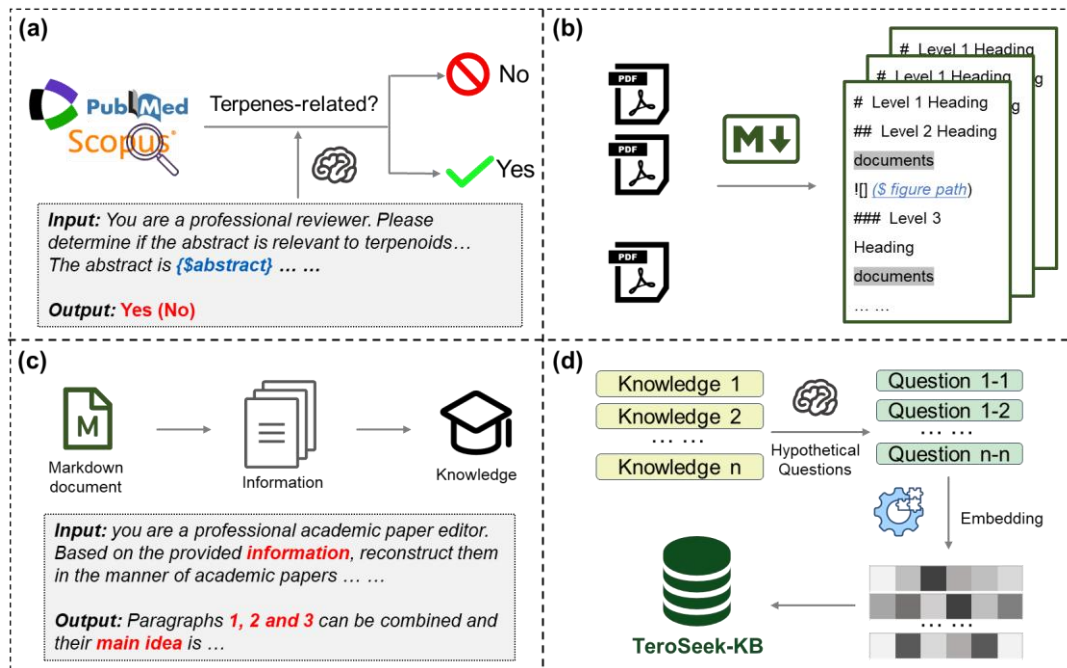 (a)
PubMed
Scopus®
Terpenes-related?
No
Yes
Input: You are a professional reviewer. Please
determine if the abstract is relevant to terpenoids…
The abstract is {$abstract} … …
Output: Yes (No)
(b)
PDF
PDF
PDF
M
# Level 1 Heading
# Level 1 Heading
# Level 1 Heading
## Level 2 Heading
documents
![] ($ figure path)
### Level 3
Heading
documents
… …
(c)
M
Markdown
document
Information
Knowledge
Input: you are a professional academic paper editor.
Based on the provided information, reconstruct them
in the manner of academic papers … …
Output: Paragraphs 1, 2 and 3 can be combined and
their main idea is …
(d)
Knowledge 1
Knowledge 2
… …
Knowledge n
Hypothetical
Questions
Question 1-1
Question 1-2
… …
Question n-n
Embedding
… …
TeroSeek-KB